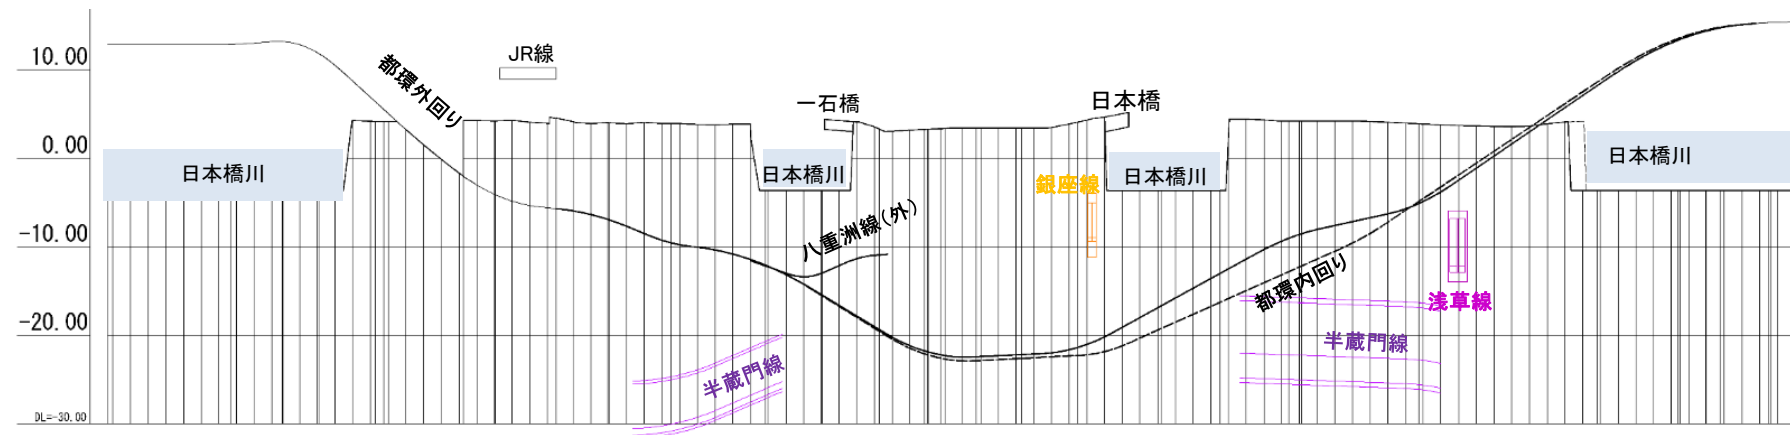 10.00
0.00
-10.00
-20.00
DL=-30.00
日本橋川
都環外回り
JR線
一石橋
日本橋川
八重洲線(外)
半蔵門線
日本橋
銀座線
日本橋川
都環内回り
浅草線
半蔵門線
日本橋川